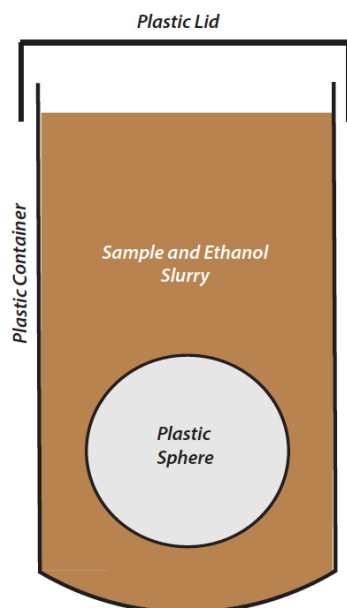 Plastic Lid
Plastic Container
Sample and Ethanol
Slurry
Plastic
Sphere